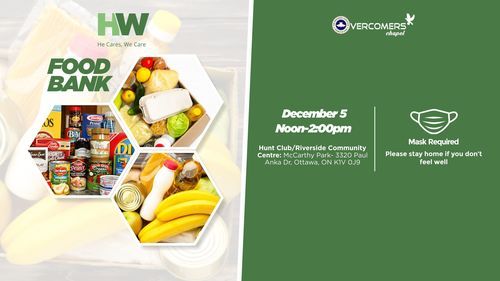 HW
He Cares, We Care
FOOD
BANK
OVERCOMERS
chapel
December 5
Noon-2:00pm
Hunt Club/Riverside Community
Centre: McCarthy Park- 3320 Paul
Anka Dr, Ottawa, ON K1V 0J9
Mask Required
Please stay home if you don't
feel well